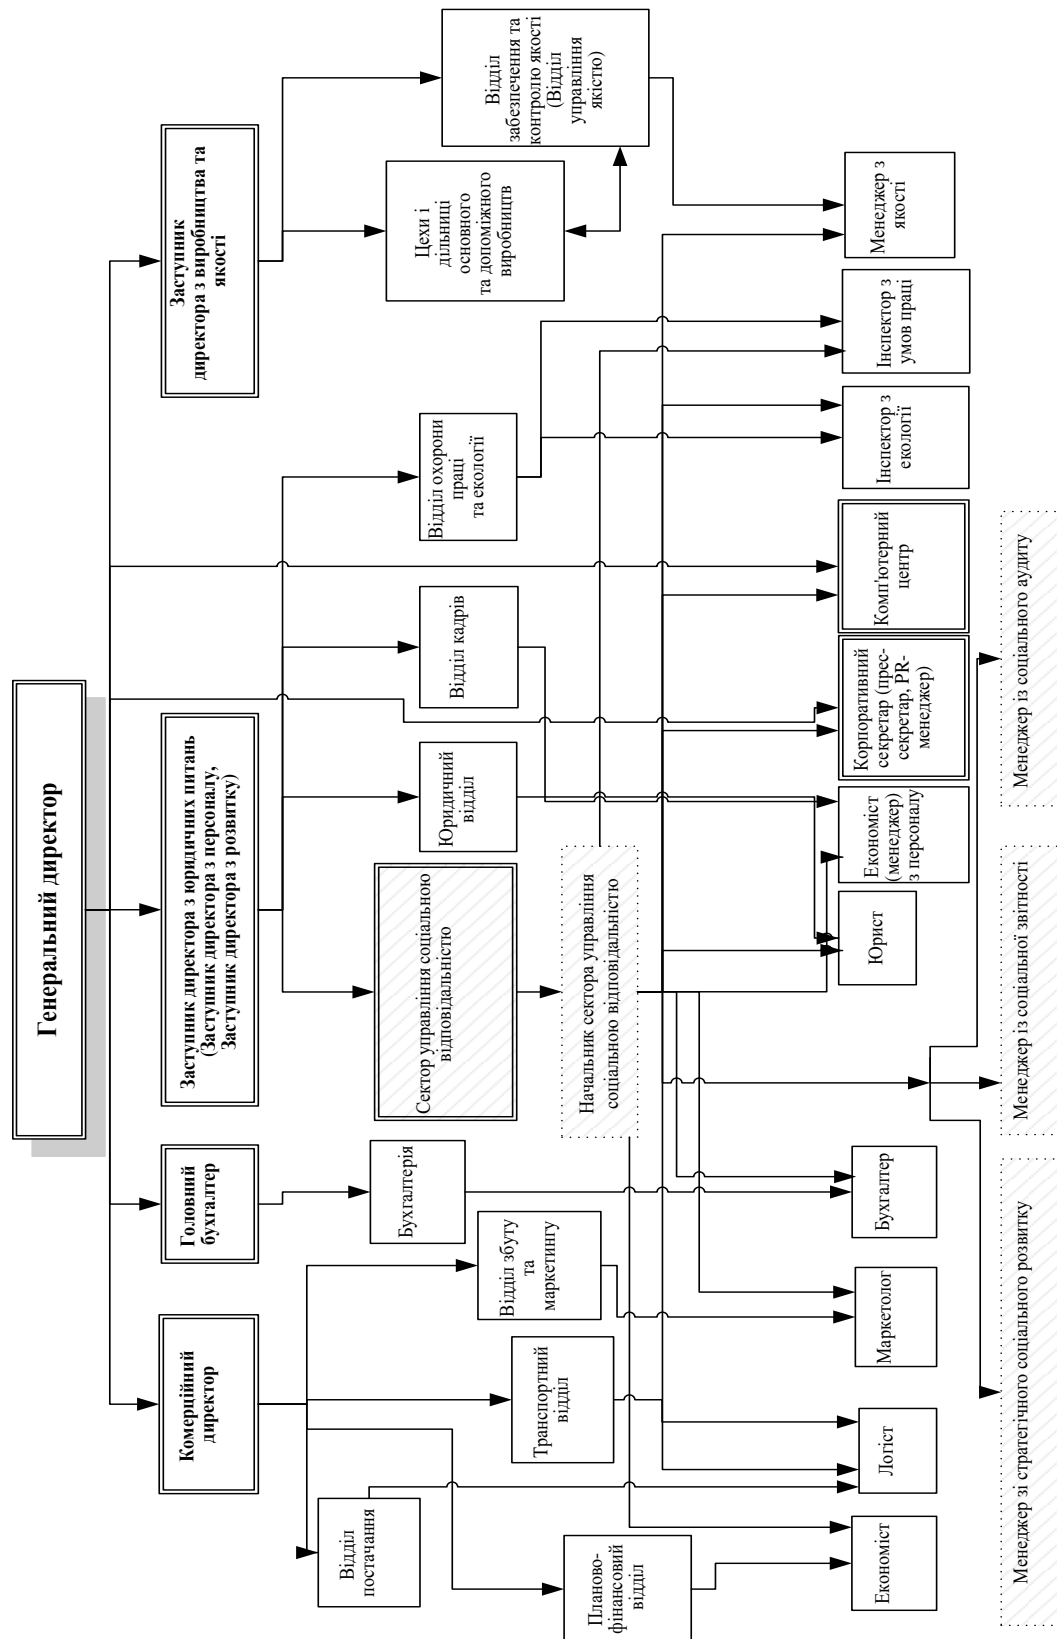 Генеральний директор
Комерційний
директор
Головний
бухгалтер
Заступник директора з юридичних питань
(Заступник директора з персоналу,
Заступник директора з розвитку)
Заступник
директора з виробництва та
якості
Відділ
постачання
Планово-
фінансовий
відділ
Транспортний
відділ
Відділ збуту
та
маркетингу
Бухгалтерія
Сектор управління соціальною
відповідальністю
Юридичний
відділ
Відділ кадрів
Відділ охорони
праці
та екології
Цехи і
дільниці
основного
та допоміжного
виробництв
Відділ
забезпечення та
контролю якості
(Відділ
управління
якістю)
Начальник сектора управління
соціальною відповідальністю
Економіст
Логіст
Маркетолог
Бухгалтер
Юрист
Економіст
(менеджер)
з персоналу
Корпоративний
секретар (прес-
секретар, PR-
менеджер)
Комп'ютерний
центр
Інспектор з
екології
Інспектор з
умов праці
Менеджер з
якості
Менеджер зі стратегічного соціального розвитку
Менеджер із соціальної звітності
Менеджер із соціального аудиту